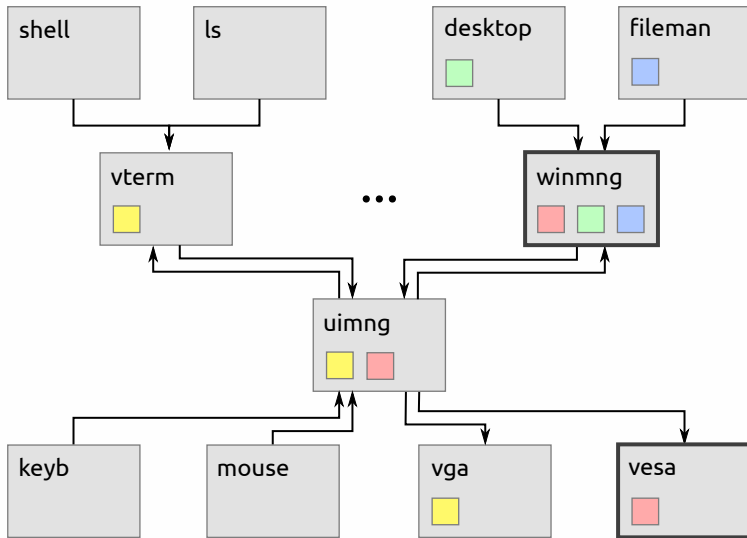 shell
ls
desktop
fileman
vterm
...
winmng
uimng
keyb
mouse
vga
vesa